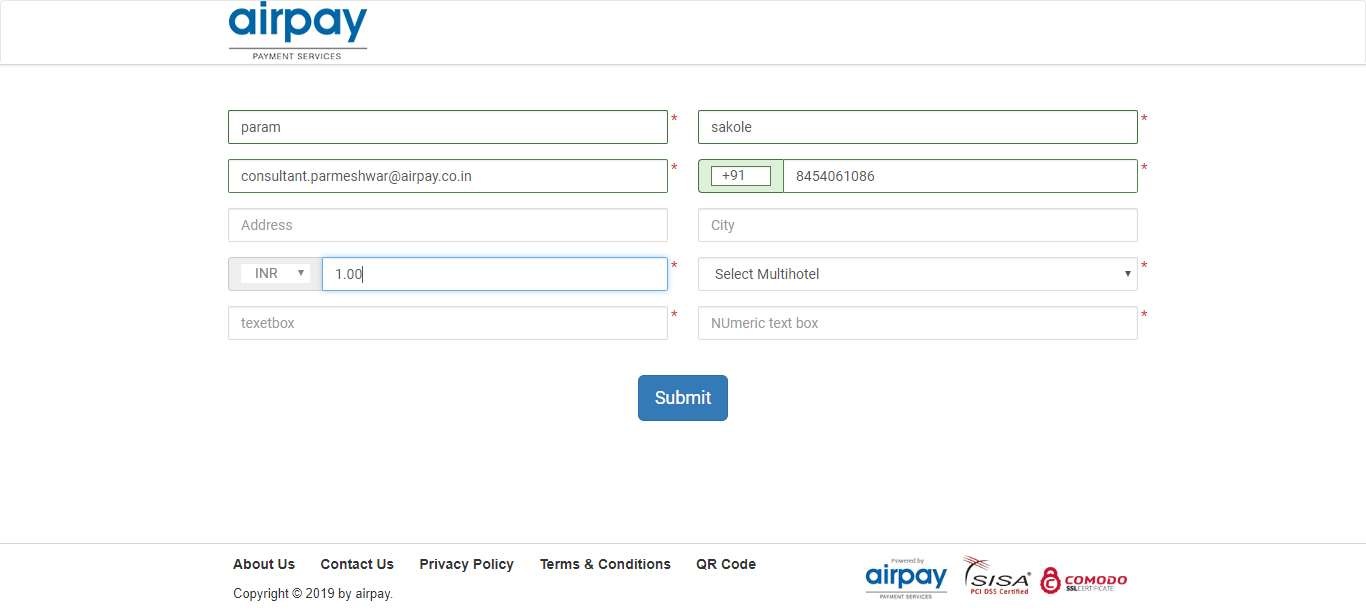 airpay
PAYMENT SERVICES
param * sakole *
consultant.parmeshwar@airpay.co.in * +91 8454061086 *
Address City
INR ▼ 1.00 * Select Multihotel ▼ *
texetbox * NUmeric text box *
Submit
About Us Contact Us Privacy Policy Terms & Conditions QR Code
Copyright © 2019 by airpay.
Powered by
airpay
PAYMENT SERVICES
SISA
PCI DSS Certified
COMODO
SSL CERTIFICATE